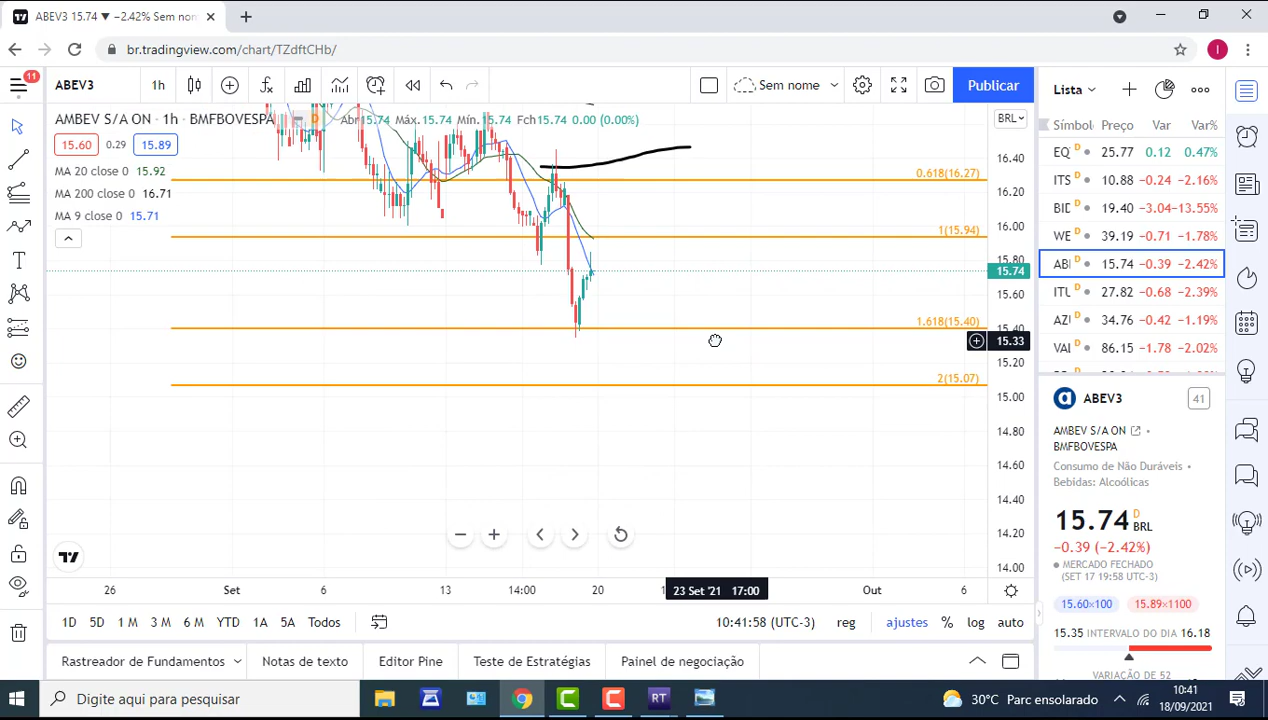 ABEV3 15.74 ▼ −2.42% Sem nom
br.tradingview.com/chart/TZdftCHb/
11
ABEV3
1h
Sem nome
Publicar
Lista
AMBEV S/A ON · 1h · BMFBOVESPA
D
Abr15.74 Máx.15.74 Mín.15.74 Fch15.74 0.00 (0.00%)
15.60 0.29 15.89
MA 20 close 0 15.92
MA 200 close 0 16.71
MA 9 close 0 15.71
0.618(16.27)
1(15.94)
1.618(15.40)
2(15.07)
BRL
16.40
16.20
16.00
15.80
15.74
15.60
15.40
15.33
15.20
15.00
14.80
14.60
14.40
14.20
14.00
26 Set 6 13 14:00 20 23 Set '21 17:00 Out 6
1D 5D 1 M 3 M 6 M YTD 1A 5A Todos
10:41:58 (UTC-3) reg ajustes % log auto
Rastreador de Fundamentos Notas de texto Editor Pine Teste de Estratégias Painel de negociação
Símbol Preço Var Var%
EQ D 25.77 0.12 0.47%
ITS D 10.88 −0.24 −2.16%
BID D 19.40 −3.04 −13.55%
WE D 39.19 −0.71 −1.78%
ABI D 15.74 −0.39 −2.42%
ITU D 27.82 −0.68 −2.39%
AZU D 34.76 −0.42 −1.19%
VAI D 86.15 −1.78 −2.02%
ABEV3
41
AMBEV S/A ON •
BMFBOVESPA
Consumo de Não Duráveis •
Bebidas: Alcoólicas
15.74 D BRL
−0.39 (−2.42%)
MERCADO FECHADO
(SET 17 19:58 UTC-3)
15.60×100 15.89×1100
15.35 INTERVALO DO DIA 16.18
VARIAÇÃO DE 52
Digite aqui para pesquisar
RT
30°C Parc ensolarado
10:41
18/09/2021